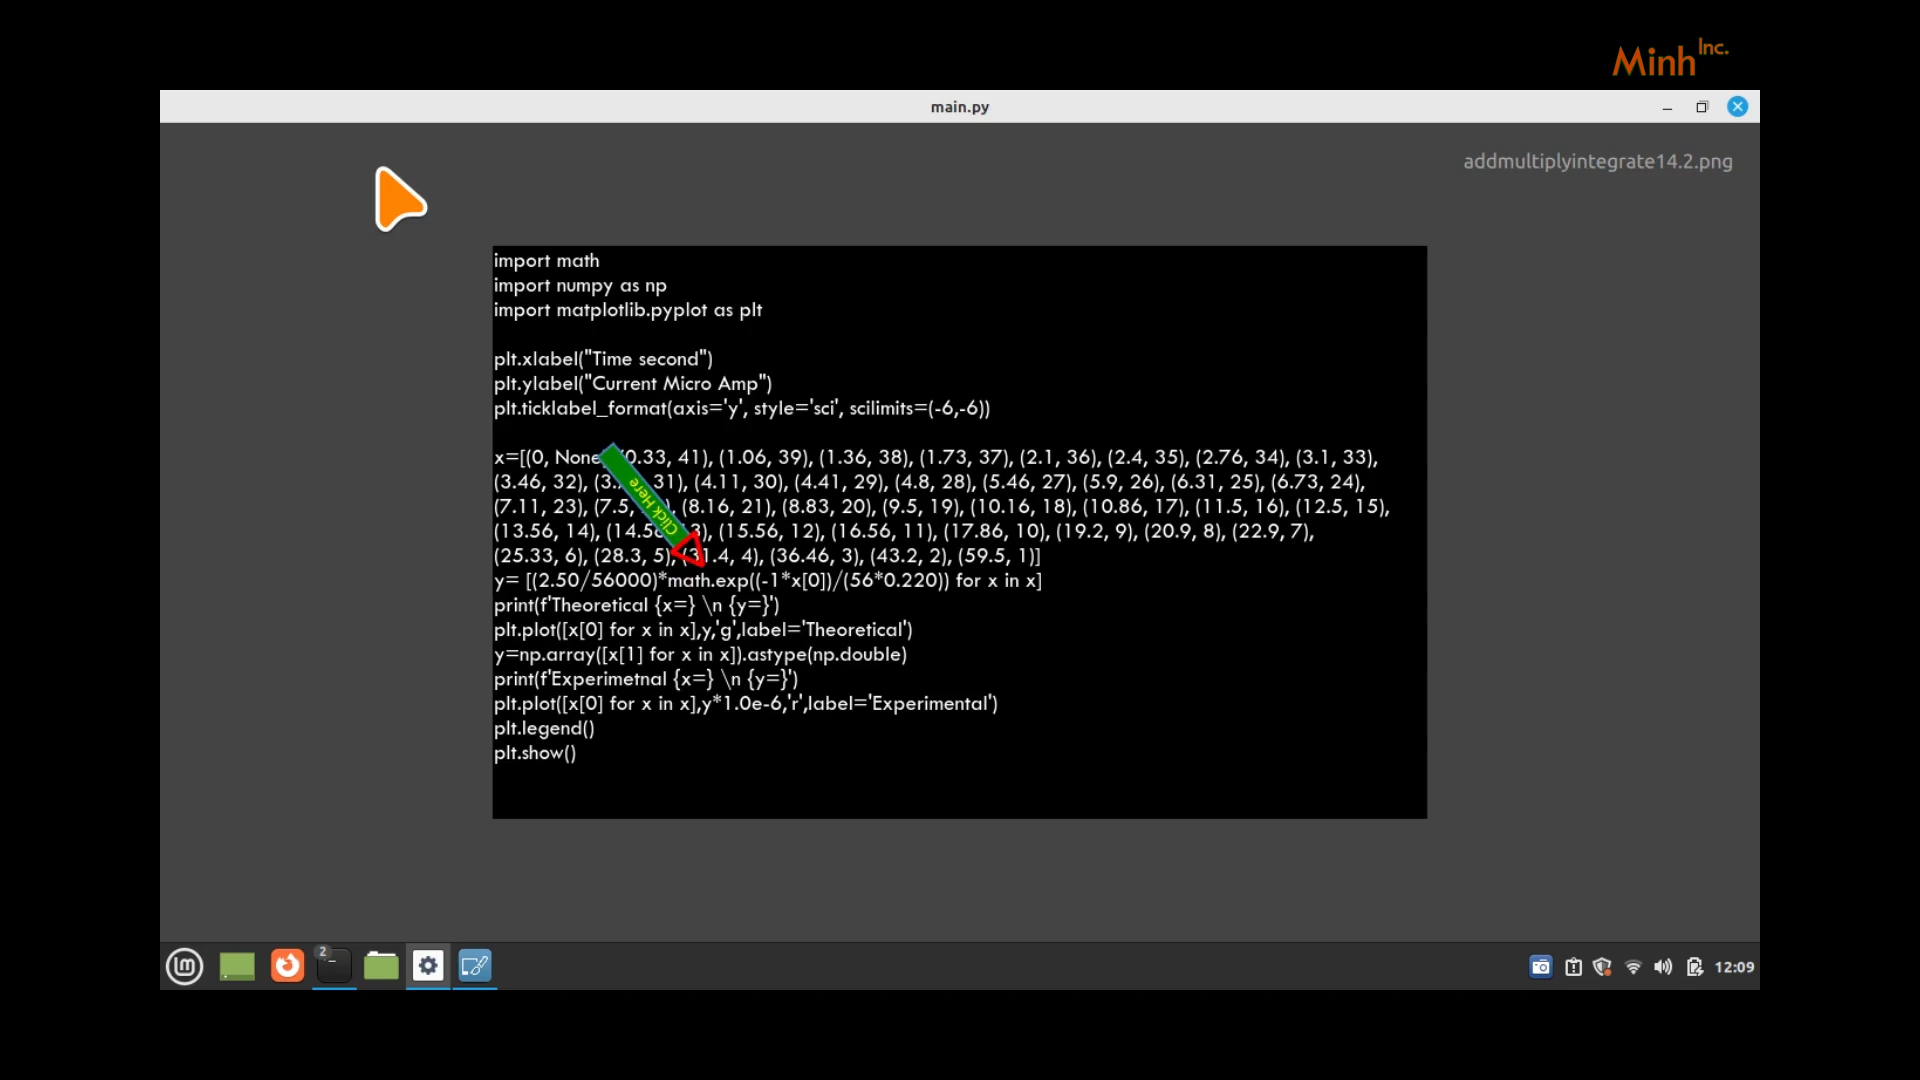 Minh Inc.
main.py
addmultiplyintegrate14.2.png
import math
import numpy as np
import matplotlib.pyplot as plt
plt.xlabel("Time second")
plt.ylabel("Current Micro Amp")
plt.ticklabel_format(axis='y', style='sci', scilimits=(-6,-6))
x=[(0, None 0.33, 41), (1.06, 39), (1.36, 38), (1.73, 37), (2.1, 36), (2.4, 35), (2.76, 34), (3.1, 33),
(3.46, 32), (3. 31), (4.11, 30), (4.41, 29), (4.8, 28), (5.46, 27), (5.9, 26), (6.31, 25), (6.73, 24),
(7.11, 23), (7.5, ), (8.16, 21), (8.83, 20), (9.5, 19), (10.16, 18), (10.86, 17), (11.5, 16), (12.5, 15),
(13.56, 14), (14.56 3), (15.56, 12), (16.56, 11), (17.86, 10), (19.2, 9), (20.9, 8), (22.9, 7),
(25.33, 6), (28.3, 5), (31.4, 4), (36.46, 3), (43.2, 2), (59.5, 1)]
Click Here
y= [(2.50/56000)*math.exp((-1*x[0])/(56*0.220)) for x in x]
print(f'Theoretical {x=} \n {y=}')
plt.plot([x[0] for x in x],y,'g',label='Theoretical')
y=np.array([x[1] for x in x]).astype(np.double)
print(f'Experimetnal {x=} \n {y=}')
plt.plot([x[0] for x in x],y*1.0e-6,'r',label='Experimental')
plt.legend()
plt.show()
2
12:09